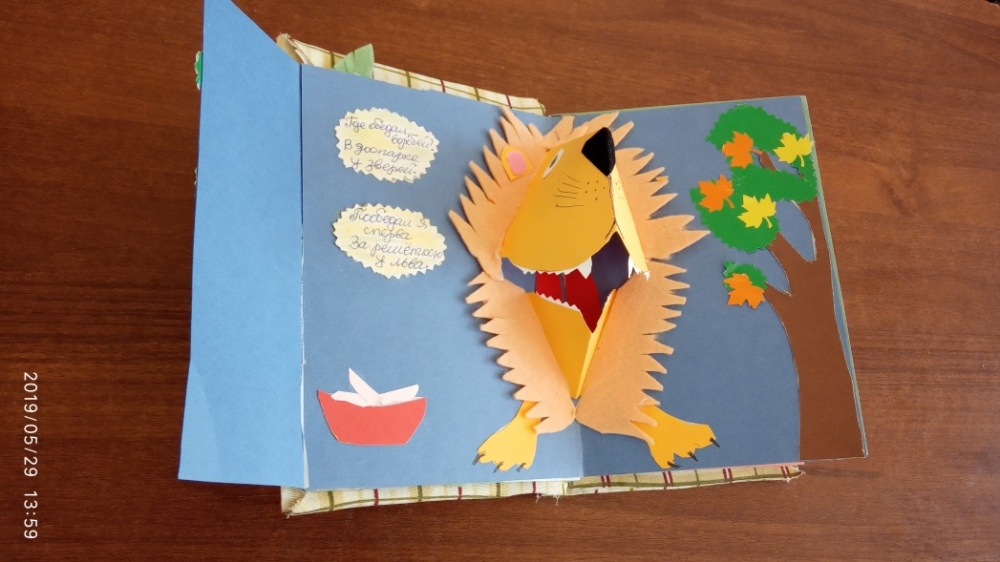 Где обедал,
воробей?
В зоопарке
у зверей.
Пообедал я
сперва
За решёткою
у льва.
2019/05/29 13:59